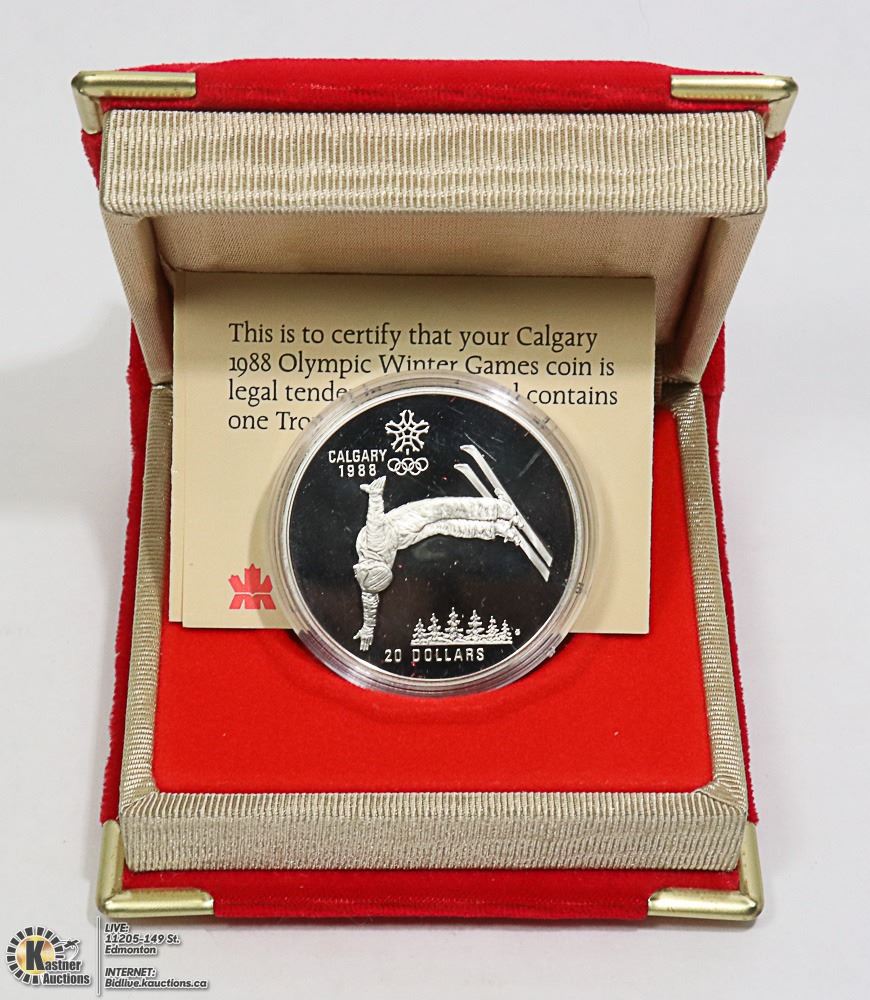 This is to certify that your Calgary
1988 Olympic Winter Games coin is
legal tende contains
one Tro
CALGARY
1988
20 DOLLARS
G
Kastner
Auctions
LIVE:
11205-149 St.
Edmonton
INTERNET:
Bidlive.kauctions.ca